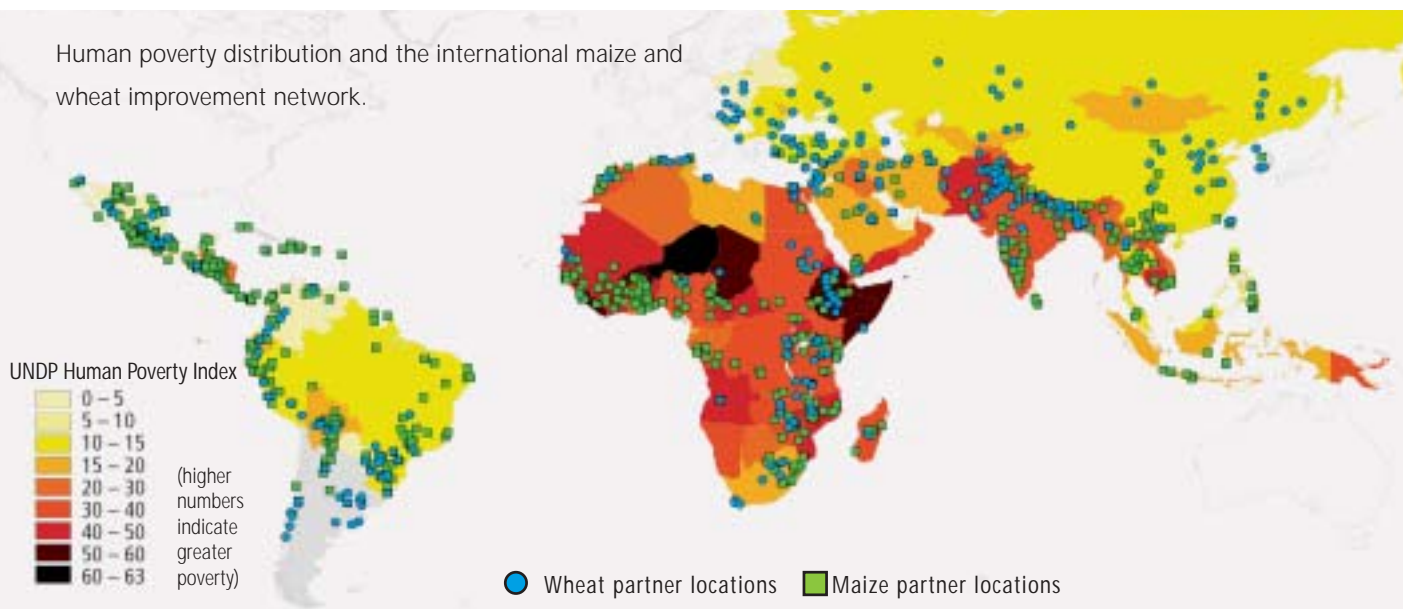 Human poverty distribution and the international maize and
wheat improvement network.
UNDP Human Poverty Index
0 – 5
5 – 10
10 – 15
15 – 20
20 – 30
30 – 40
40 – 50
50 – 60
60 – 63
(higher
numbers
indicate
greater
poverty)
Wheat partner locations
Maize partner locations